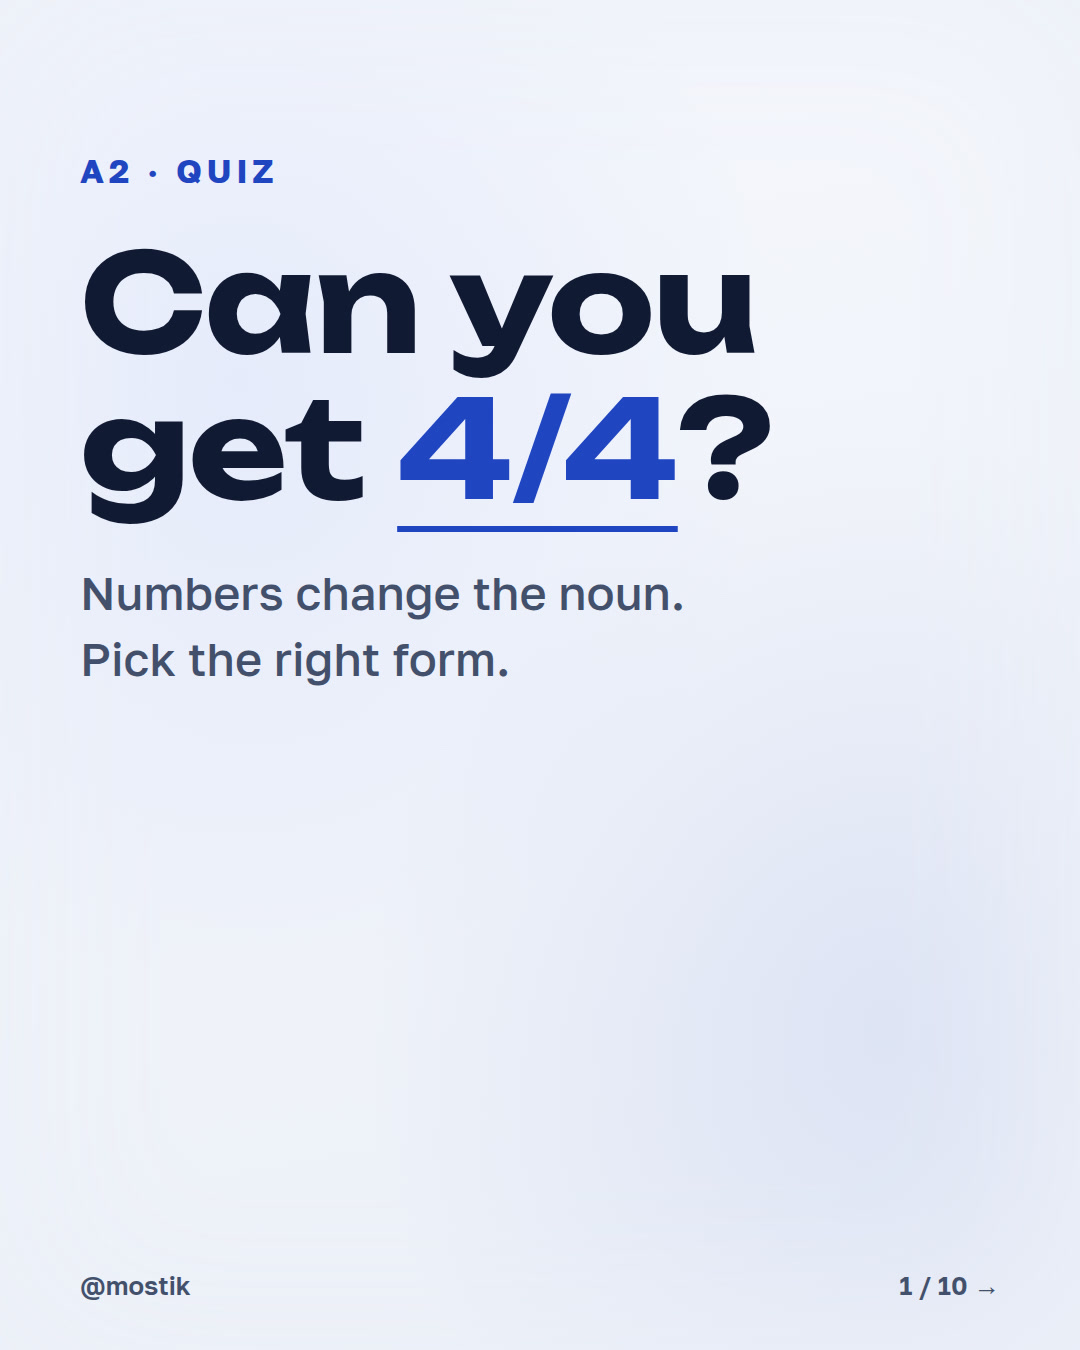 A2 · QUIZ
Can you
get 4/4?
Numbers change the noun.
Pick the right form.
@mostik
1 / 10 →